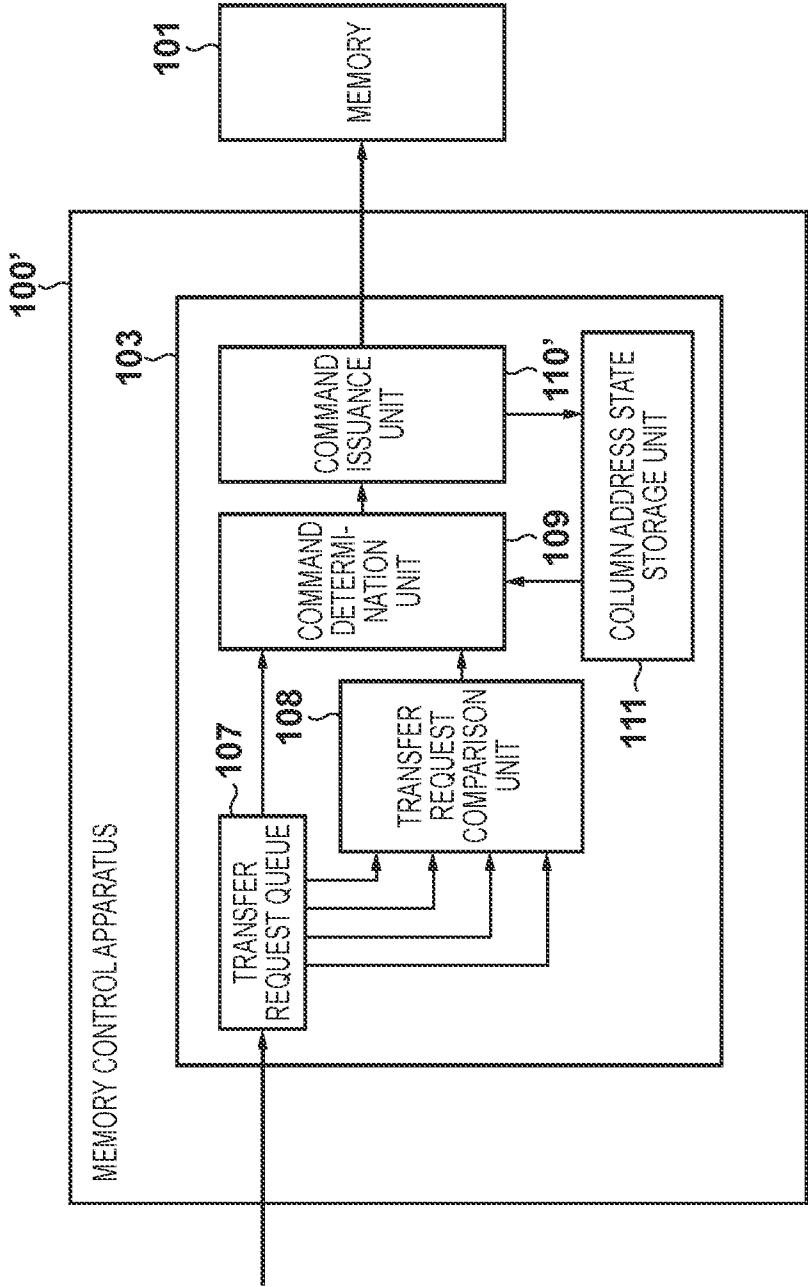 MEMORY CONTROL APPARATUS
100'
103
107
TRANSFER
REQUEST QUEUE
108
TRANSFER
REQUEST
COMPARISON
UNIT
COMMAND
DETERMI-
NATION
UNIT
109
COMMAND
ISSUANCE
UNIT
110'
111
COLUMN ADDRESS STATE
STORAGE UNIT
101
MEMORY